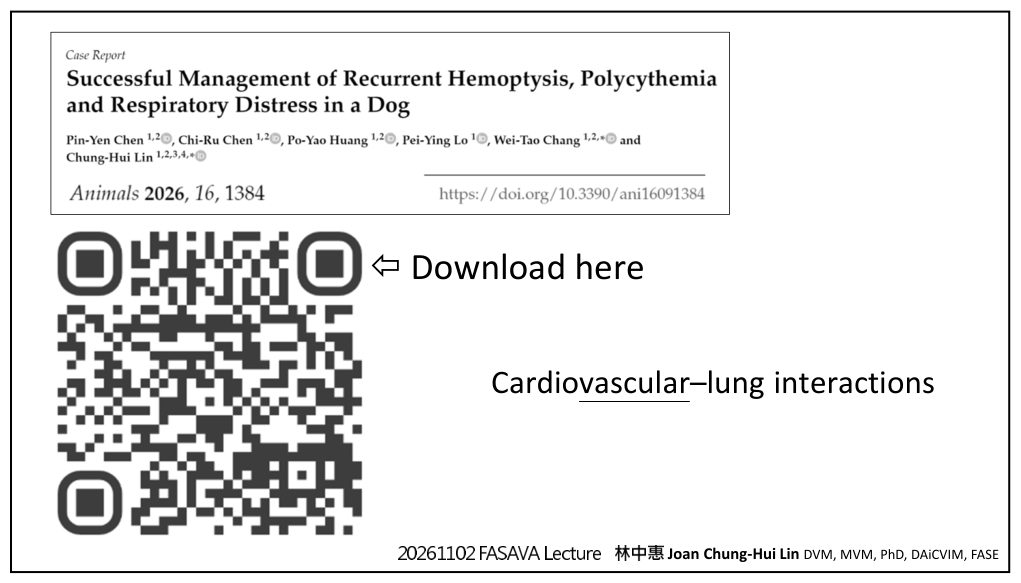 Case Report
Successful Management of Recurrent Hemoptysis, Polycythemia
and Respiratory Distress in a Dog
Pin-Yen Chen 1,2, Chi-Ru Chen 1,2, Po-Yao Huang 1,2, Pei-Ying Lo 1, Wei-Tao Chang 1,2,* and
Chung-Hui Lin 1,2,3,4,*
Animals 2026, 16, 1384
https://doi.org/10.3390/ani16091384
⇦ Download here
Cardiovascular–lung interactions
20261102 FASAVA Lecture 林中惠 Joan Chung-Hui Lin DVM, MVM, PhD, DAiCVIM, FASE